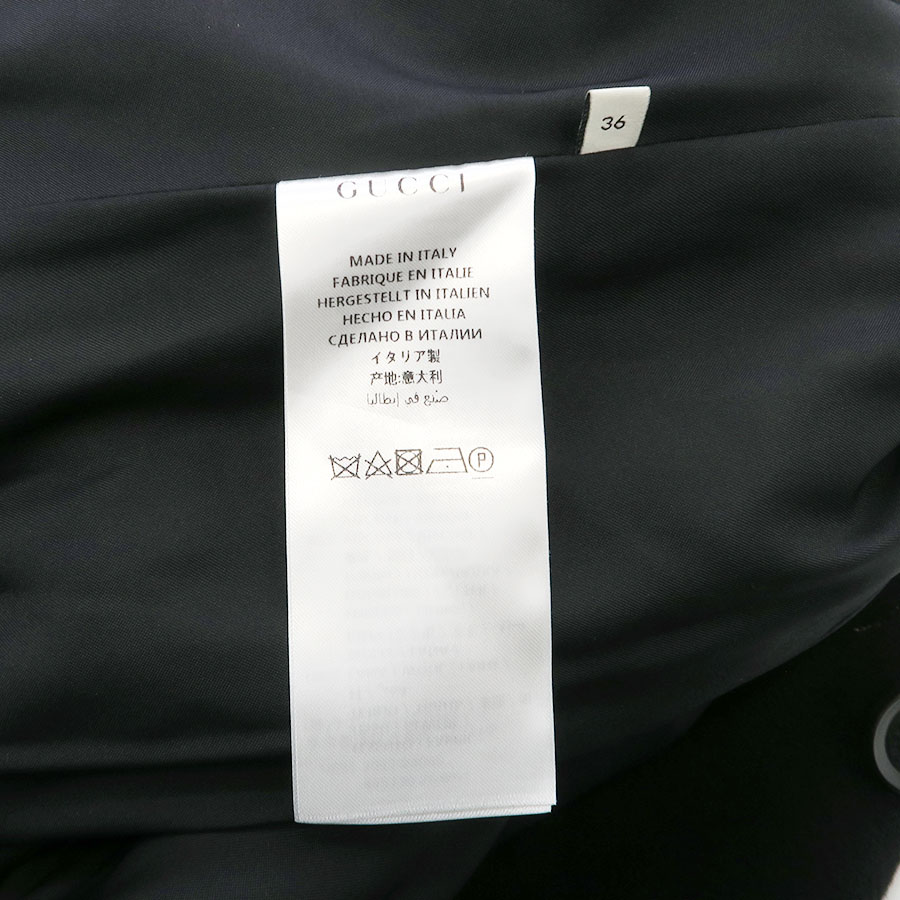 36
GUCCI
MADE IN ITALY
FABRIQUE EN ITALIE
HERGESTELLT IN ITALIEN
HECHO EN ITALIA
СДЕЛАНО В ИТАЛИИ
イタリア製
产地:意大利
صنع في إيطاليا
P